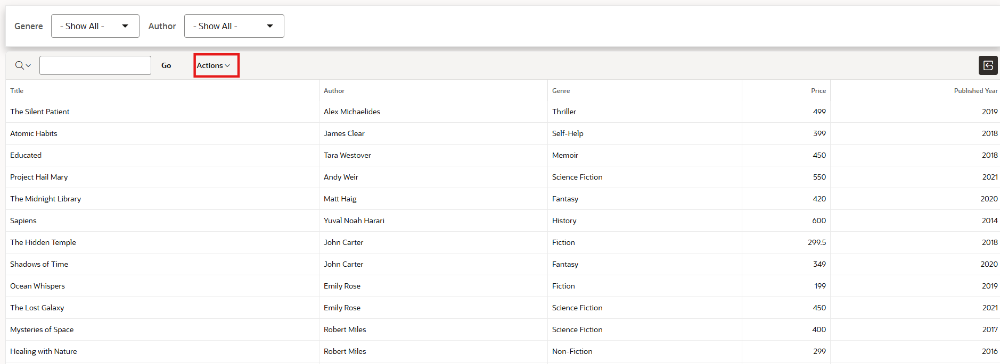 Genere - Show All - Author - Show All -
Go Actions
Title Author Genre Price Published Year
The Silent Patient Alex Michaelides Thriller 499 2019
Atomic Habits James Clear Self-Help 399 2018
Educated Tara Westover Memoir 450 2018
Project Hail Mary Andy Weir Science Fiction 550 2021
The Midnight Library Matt Haig Fantasy 420 2020
Sapiens Yuval Noah Harari History 600 2014
The Hidden Temple John Carter Fiction 299.5 2018
Shadows of Time John Carter Fantasy 349 2020
Ocean Whispers Emily Rose Fiction 199 2019
The Lost Galaxy Emily Rose Science Fiction 450 2021
Mysteries of Space Robert Miles Science Fiction 400 2017
Healing with Nature Robert Miles Non-Fiction 299 2016